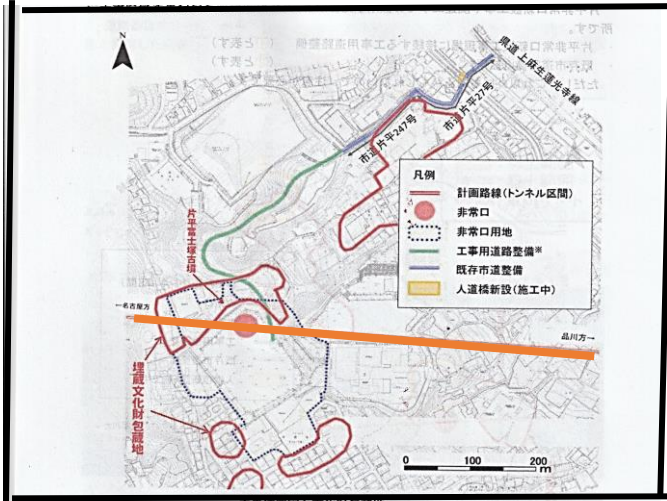 県道上麻生蓮光寺線
市道片平27号
市道片平247号
凡例
計画路線(トンネル区間)
非常口
非常口用地
工事用道路整備※
既存市道整備
人道橋新設(施工中)
片平富士塚古墳
←名古屋方
品川方→
埋蔵文化財包蔵地
0 100 200
m